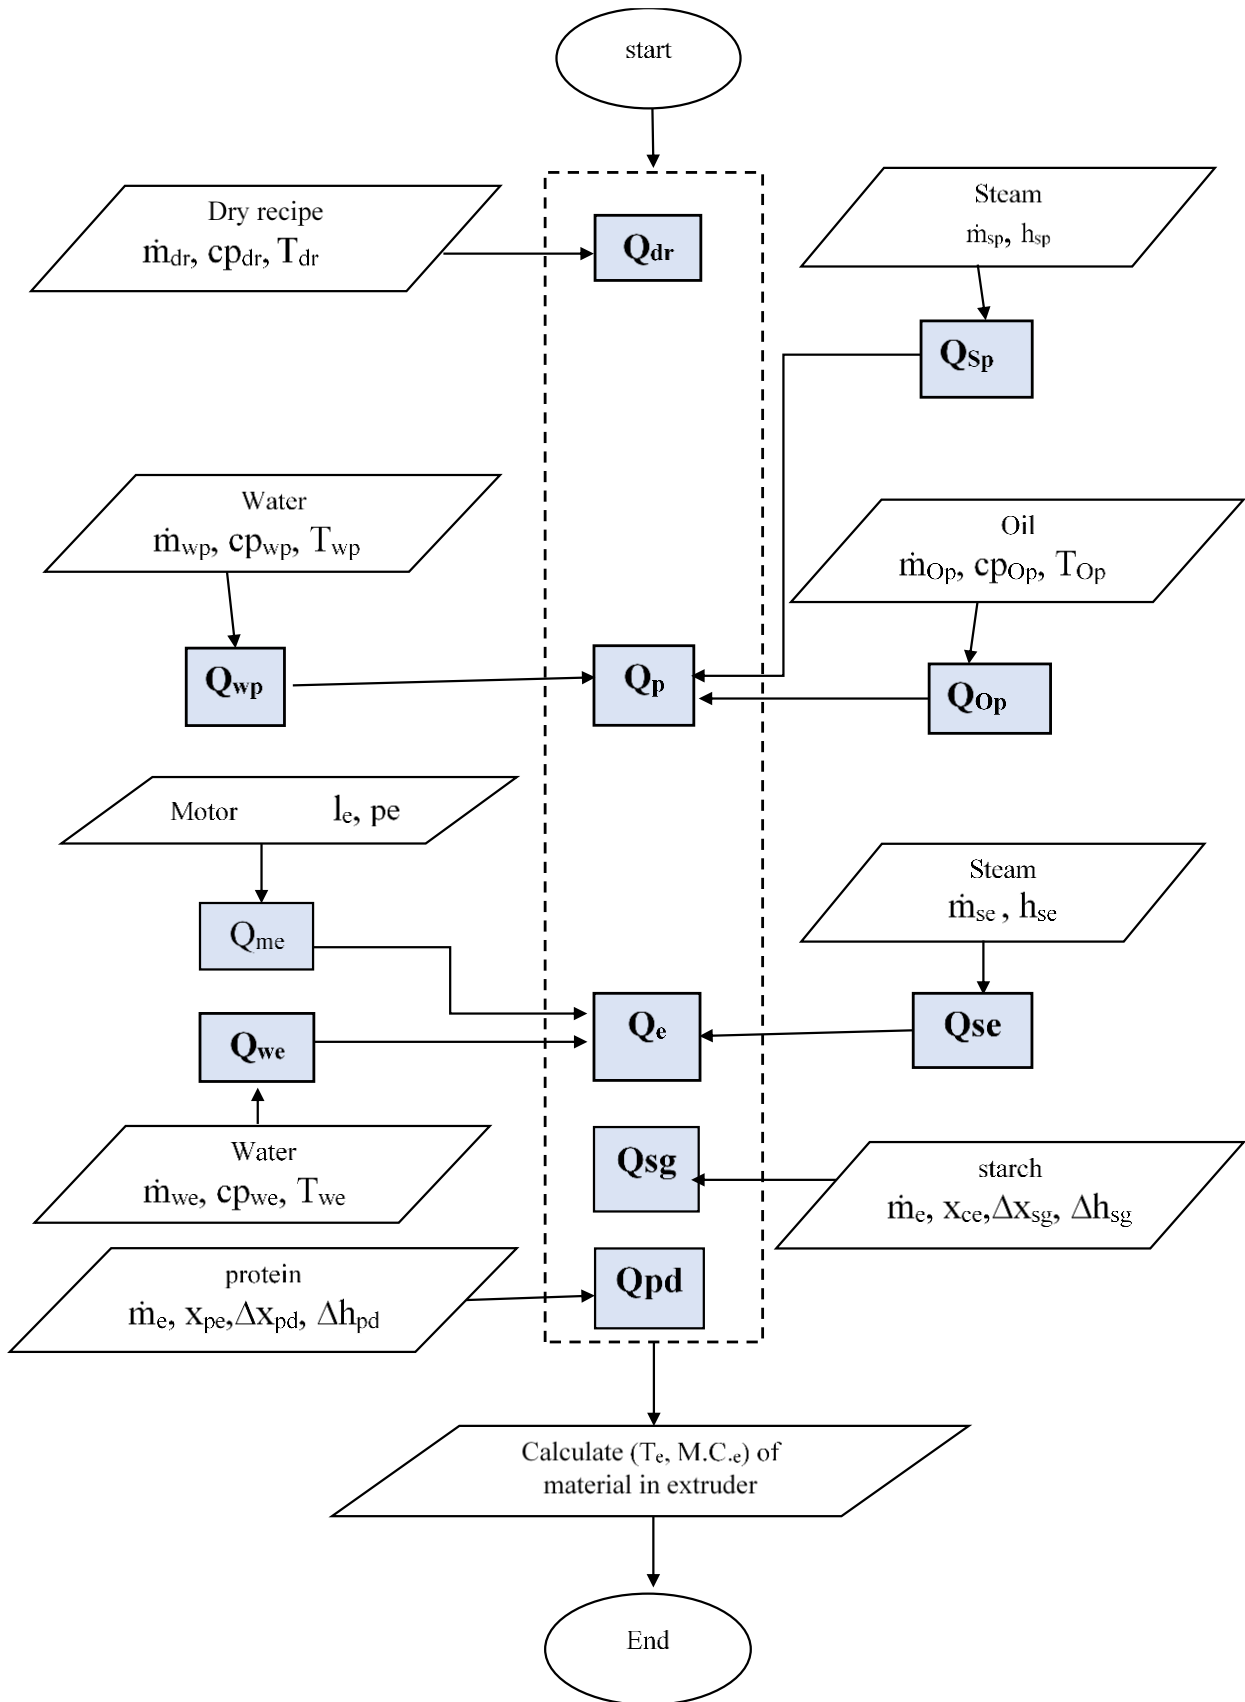 start
Dry recipe
ṁdr, cpdr, Tdr
Qdr
Steam
ṁsp, hsp
QSp
Water
ṁwp, cpwp, Twp
Oil
ṁOp, cpOp, TOp
Qwp
Qp
QOp
Motor le, pe
Qme
Steam
ṁse , hse
Qwe
Qe
Qse
Water
ṁwe, cpwe, Twe
Qsg
starch
ṁe, xce,Δxsg, Δhsg
protein
ṁe, xpe,Δxpd, Δhpd
Qpd
Calculate (Te, M.C.e) of
material in extruder
End